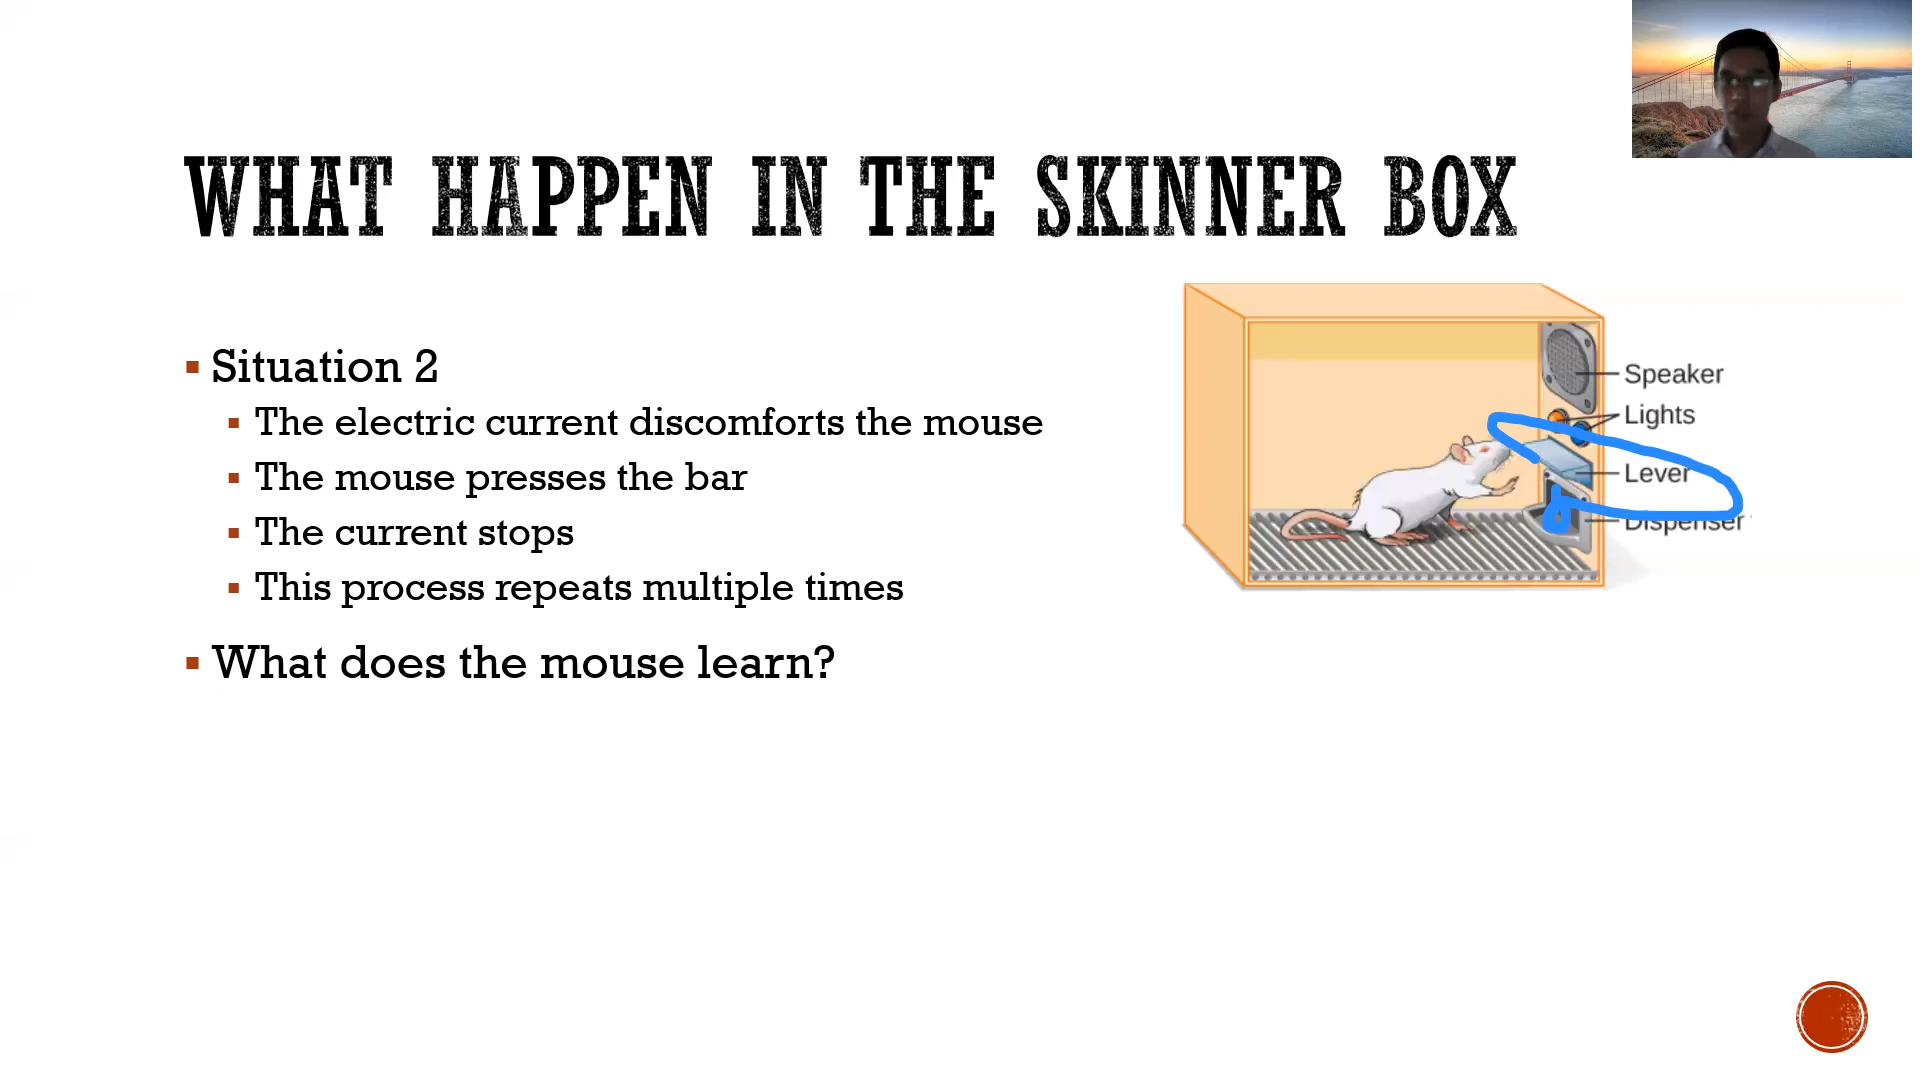 WHAT HAPPEN IN THE SKINNER BOX
Situation 2
The electric current discomforts the mouse
The mouse presses the bar
The current stops
This process repeats multiple times
What does the mouse learn?
Speaker
Lights
Lever
Dispenser